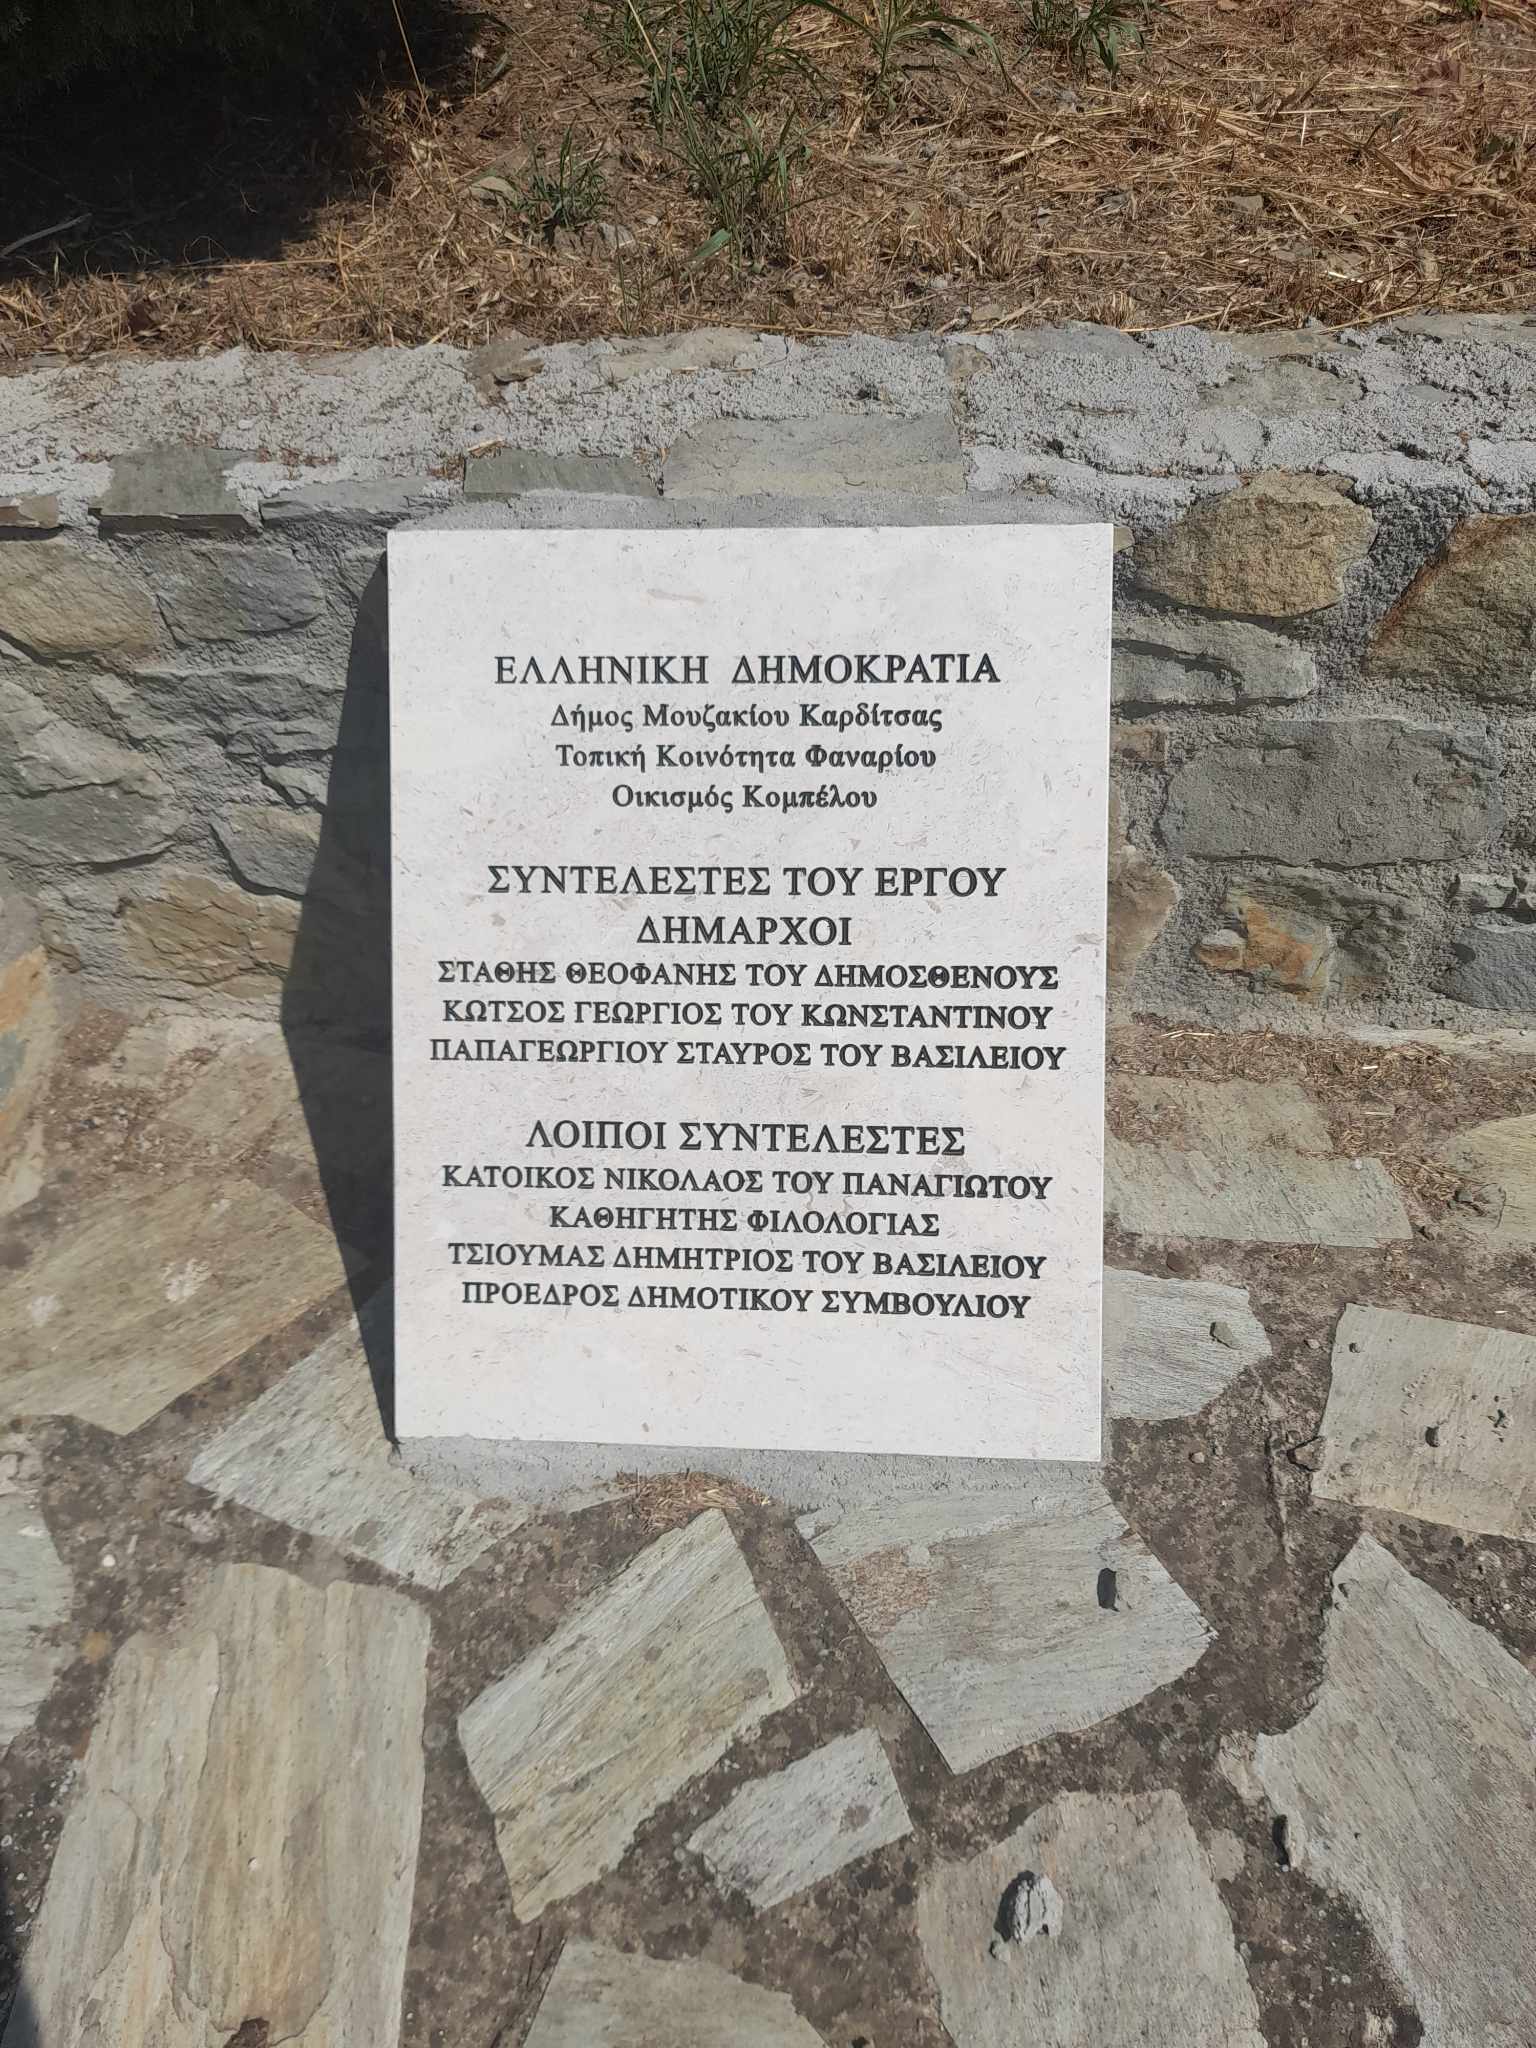 ΕΛΛΗΝΙΚΗ ΔΗΜΟΚΡΑΤΙΑ
Δήμος Μουζακίου Καρδίτσας
Τοπική Κοινότητα Φαναρίου
Οικισμός Κομπέλου
ΣΥΝΤΕΛΕΣΤΕΣ ΤΟΥ ΕΡΓΟΥ
ΔΗΜΑΡΧΟΙ
ΣΤΑΘΗΣ ΘΕΟΦΑΝΗΣ ΤΟΥ ΔΗΜΟΣΘΕΝΟΥΣ
ΚΩΤΣΟΣ ΓΕΩΡΓΙΟΣ ΤΟΥ ΚΩΝΣΤΑΝΤΙΝΟΥ
ΠΑΠΑΓΕΩΡΓΙΟΥ ΣΤΑΥΡΟΣ ΤΟΥ ΒΑΣΙΛΕΙΟΥ
ΛΟΙΠΟΙ ΣΥΝΤΕΛΕΣΤΕΣ
ΚΑΤΟΙΚΟΣ ΝΙΚΟΛΑΟΣ ΤΟΥ ΠΑΝΑΓΙΩΤΟΥ
ΚΑΘΗΓΗΤΗΣ ΦΙΛΟΛΟΓΙΑΣ
ΤΣΙΟΥΜΑΣ ΔΗΜΗΤΡΙΟΣ ΤΟΥ ΒΑΣΙΛΕΙΟΥ
ΠΡΟΕΔΡΟΣ ΔΗΜΟΤΙΚΟΥ ΣΥΜΒΟΥΛΙΟΥ